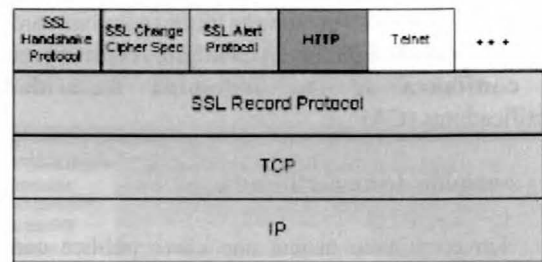 SSL
Handshake
Protocol
SSL Change
Cipher Spec
SSL Alert
Protocol
HTTP
Telnet
...
SSL Record Protocol
TCP
IP